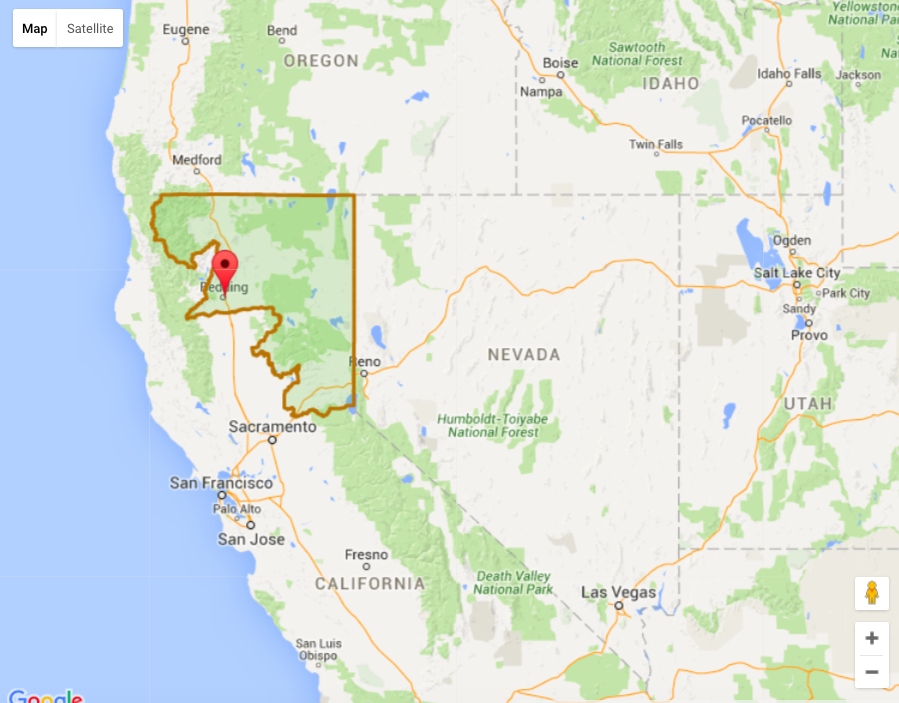 Map
Satellite
Eugene
Bend
OREGON
Yellowstone
National Park
Sawtooth
National Forest
Boise
Nampa
IDAHO
Idaho Falls
Jackson
Pocatello
Twin Falls
Medford
Ogden
Salt Lake City
Park City
Sandy
Provo
Redding
NEVADA
Reno
UTAH
Humboldt-Toiyabe
National Forest
Sacramento
San Francisco
Palo Alto
San Jose
Fresno
CALIFORNIA
Death Valley
National Park
Las Vegas
San Luis
Obispo
Google